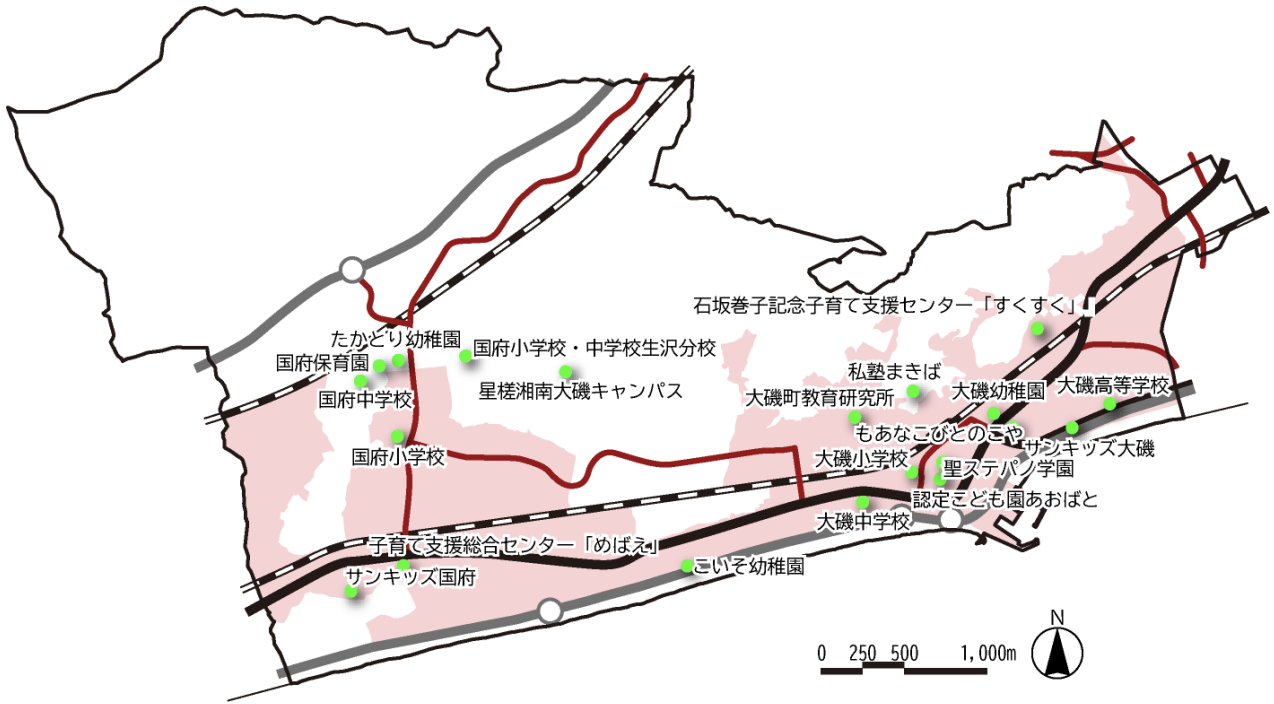 石坂巻子記念子育て支援センター「すくすく」
たかとり幼稚園
国府小学校・中学校生沢分校
国府保育園
私塾まきば
星槎湘南大磯キャンパス
大磯幼稚園
大磯高等学校
国府中学校
大磯町教育研究所
もあなこびとのこや
サンキッズ大磯
国府小学校
大磯小学校
聖ステパノ学園
認定こども園あおばと
大磯中学校
子育て支援総合センター「めばえ」
こいそ幼稚園
サンキッズ国府
N
0 250 500 1,000m